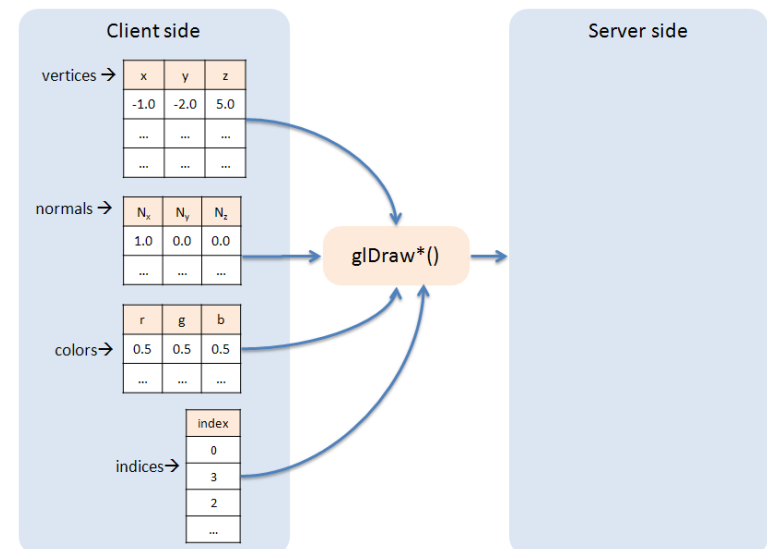 Client side
Server side
vertices →
x y z
-1.0 -2.0 5.0
... ... ...
... ... ...
normals →
Nx Ny Nz
1.0 0.0 0.0
... ... ...
glDraw*()
colors→
r g b
0.5 0.5 0.5
... ... ...
indices→
index
0
3
2
...